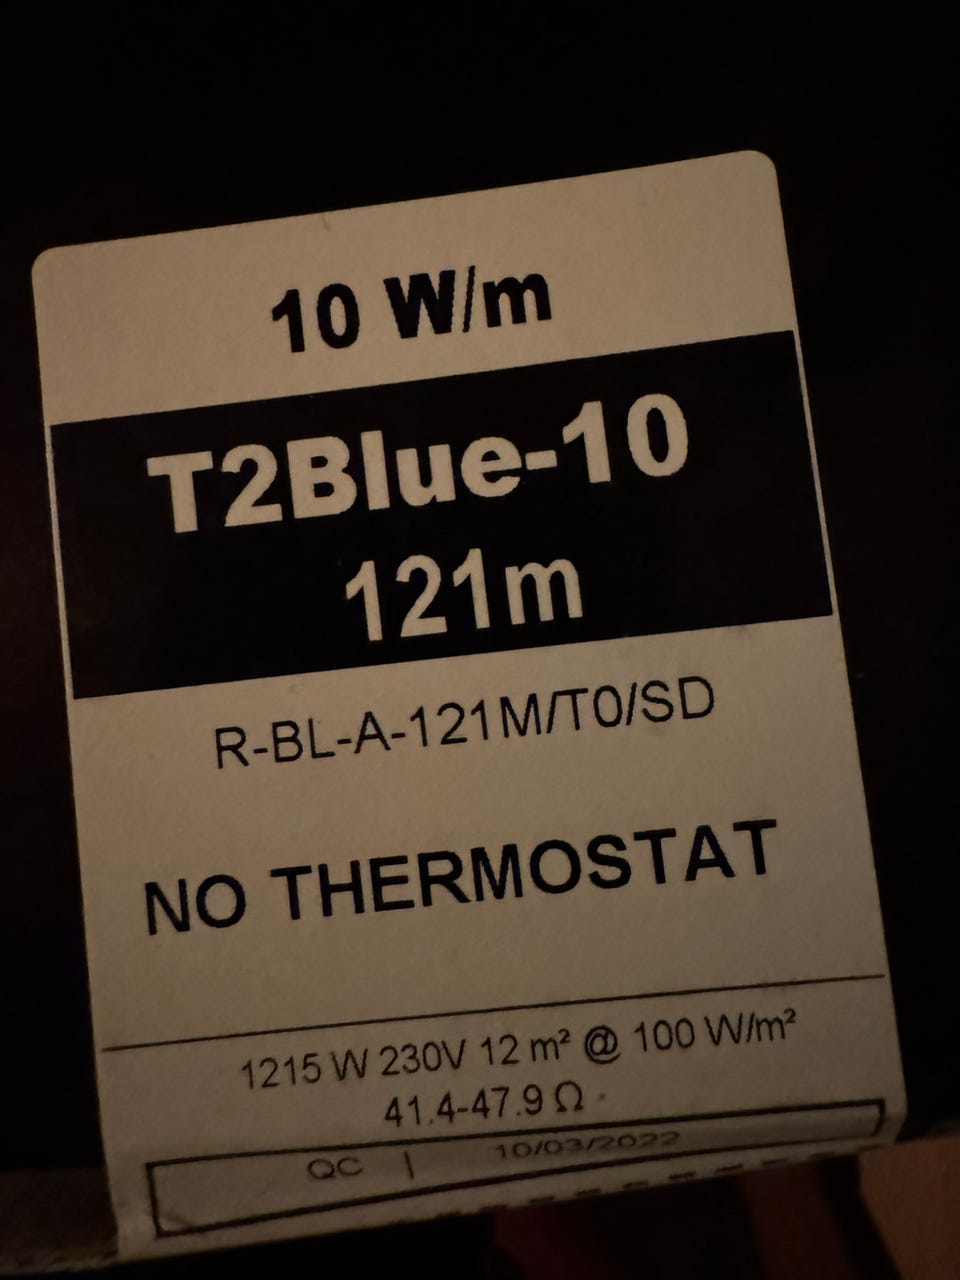 10 W/m
T2Blue-10
121m
R-BL-A-121M/T0/SD
NO THERMOSTAT
1215 W 230V 12 m² @ 100 W/m²
41.4-47.9 Ω
QC | 10/03/2022